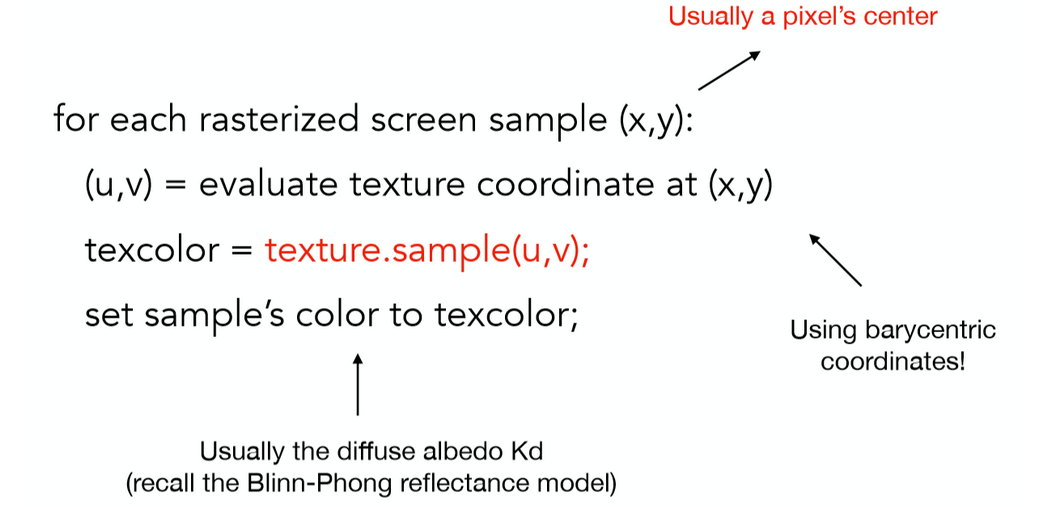 Usually a pixel's center
for each rasterized screen sample (x,y):
(u,v) = evaluate texture coordinate at (x,y)
texcolor = texture.sample(u,v);
set sample’s color to texcolor;
Using barycentric
coordinates!
Usually the diffuse albedo Kd
(recall the Blinn-Phong reflectance model)